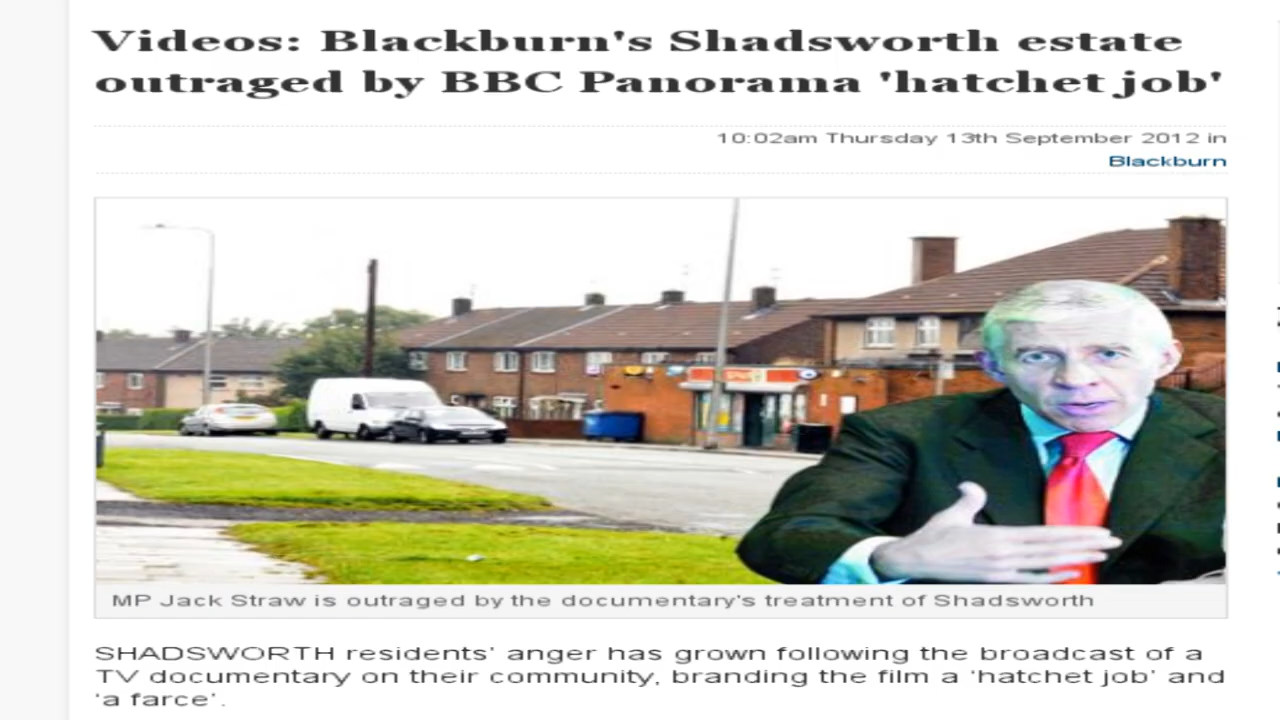 Videos: Blackburn's Shadsworth estate
outraged by BBC Panorama 'hatchet job'
10:02am Thursday 13th September 2012 in
Blackburn
MP Jack Straw is outraged by the documentary's treatment of Shadsworth
SHADSWORTH residents' anger has grown following the broadcast of a
TV documentary on their community, branding the film a ‘hatchet job’ and
‘a farce’.